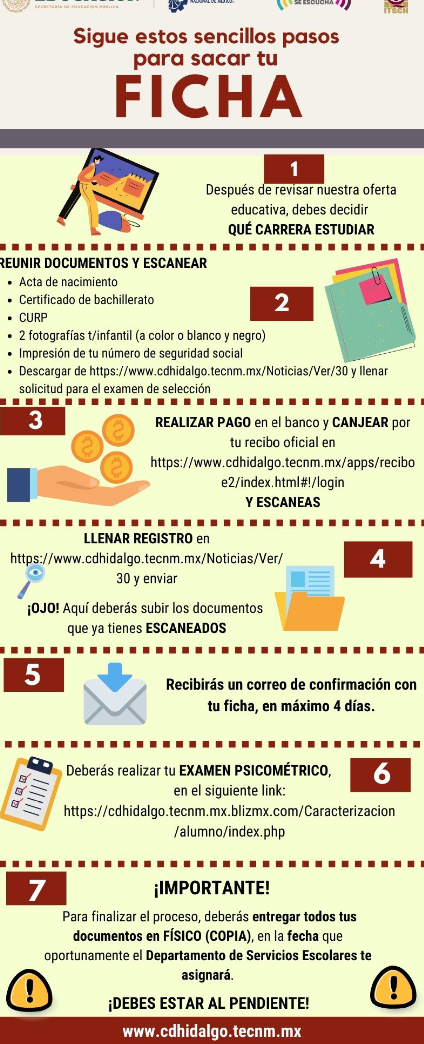 SECRETARÍA DE EDUCACIÓN PÚBLICA
NACIONAL DE MÉXICO
SE ESCUCHA
ITSCH
Sigue estos sencillos pasos
para sacar tu
FICHA
1
Después de revisar nuestra oferta
educativa, debes decidir
QUÉ CARRERA ESTUDIAR
REUNIR DOCUMENTOS Y ESCANEAR
• Acta de nacimiento
• Certificado de bachillerato
• CURP
• 2 fotografías t/infantil (a color o blanco y negro)
• Impresión de tu número de seguridad social
• Descargar de https://www.cdhidalgo.tecnm.mx/Noticias/Ver/30 y llenar
solicitud para el examen de selección
2
3
REALIZAR PAGO en el banco y CANJEAR por
tu recibo oficial en
https://www.cdhidalgo.tecnm.mx/apps/recibo
e2/index.html#!/login
Y ESCANEAS
LLENAR REGISTRO en
https://www.cdhidalgo.tecnm.mx/Noticias/Ver/
30 y enviar
¡OJO! Aquí deberás subir los documentos
que ya tienes ESCANEADOS
4
5
Recibirás un correo de confirmación con
tu ficha, en máximo 4 días.
Deberás realizar tu EXAMEN PSICOMÉTRICO,
en el siguiente link:
https://cdhidalgo.tecnm.mx.blizmx.com/Caracterizacion
/alumno/index.php
6
7
¡IMPORTANTE!
Para finalizar el proceso, deberás entregar todos tus
documentos en FÍSICO (COPIA), en la fecha que
oportunamente el Departamento de Servicios Escolares te
asignará.
¡DEBES ESTAR AL PENDIENTE!
www.cdhidalgo.tecnm.mx